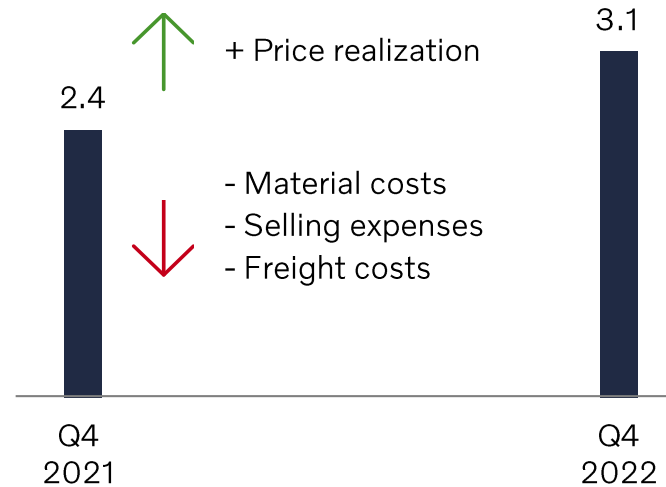 3.1
+ Price realization
2.4
- Material costs
- Selling expenses
- Freight costs
Q4
2021
Q4
2022